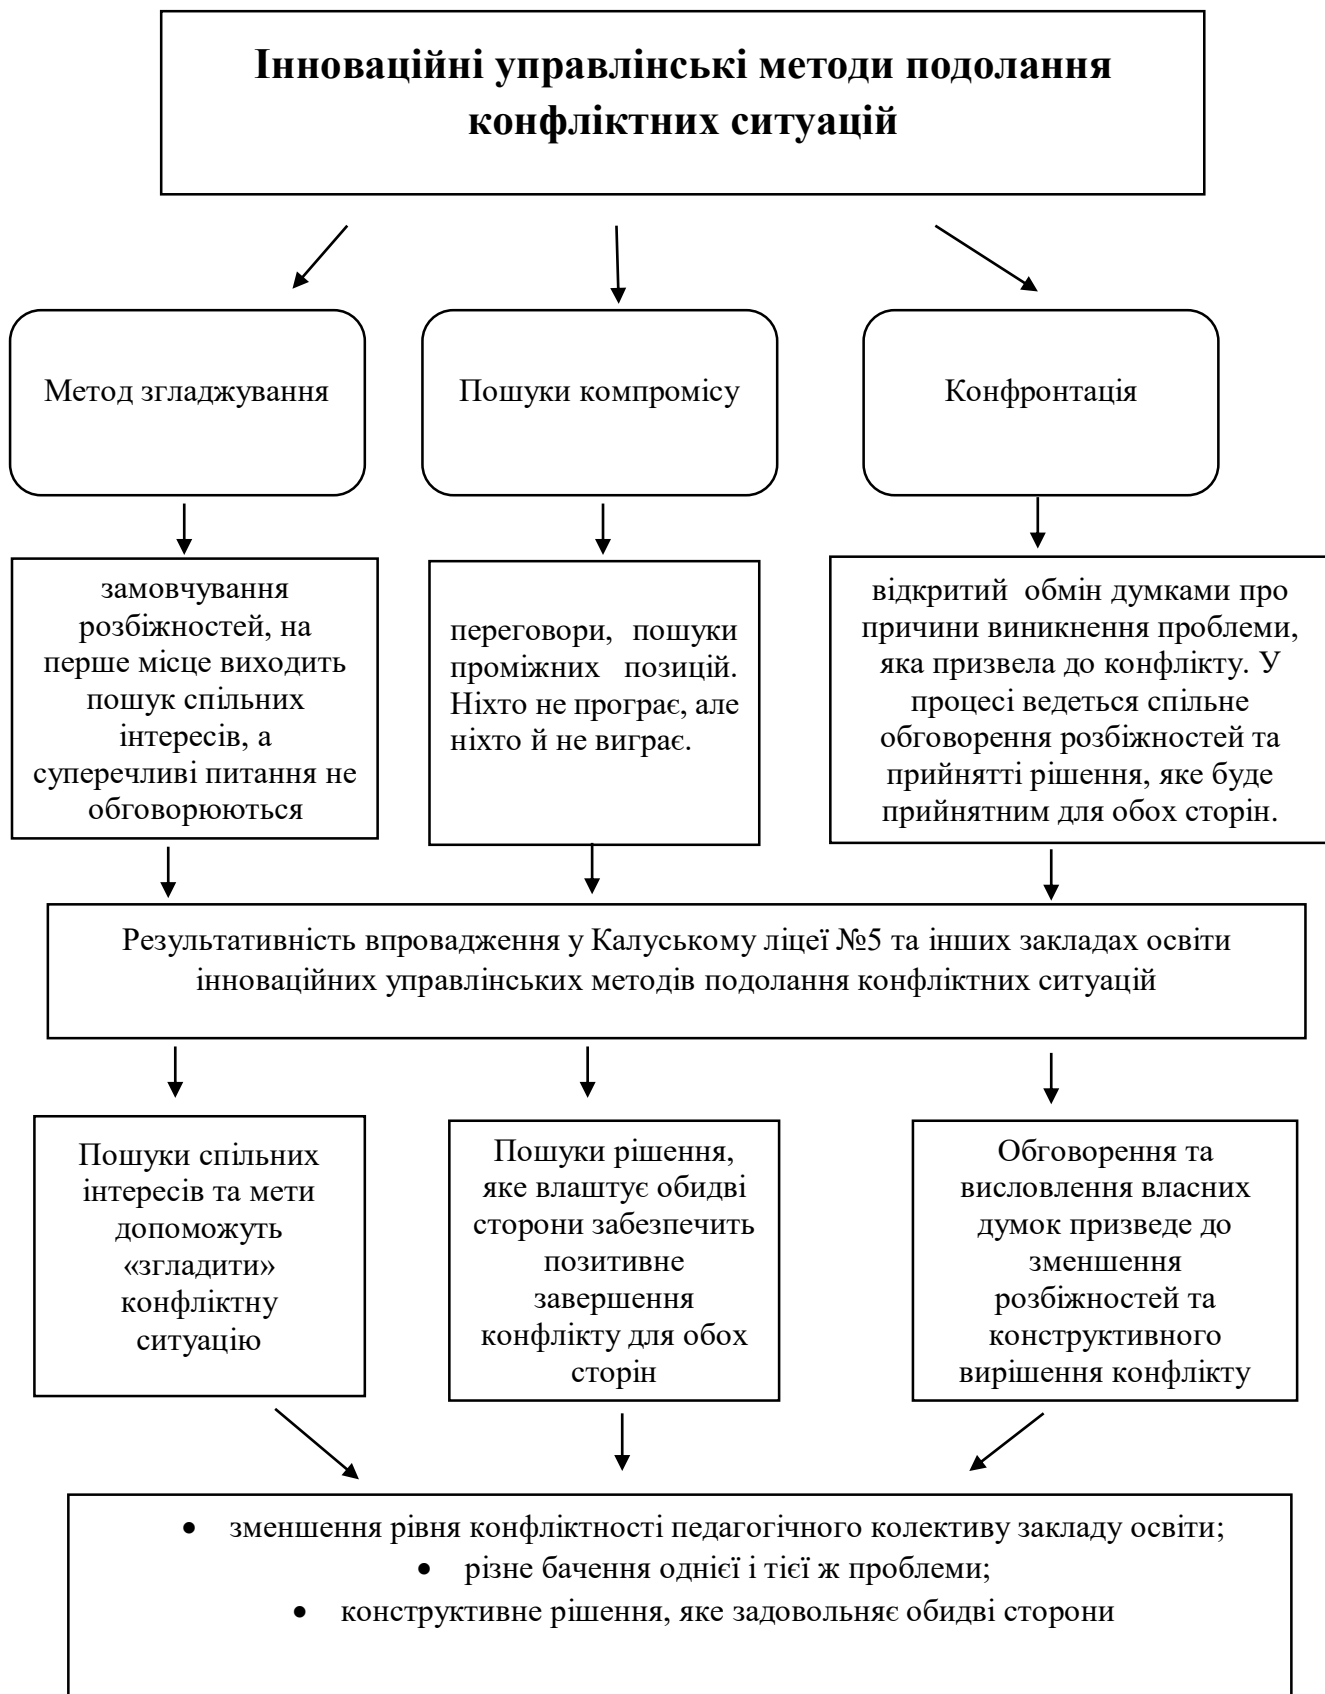 Інноваційні управлінські методи подолання
конфліктних ситуацій
Метод згладжування
Пошуки компромісу
Конфронтація
замовчування
розбіжностей, на
перше місце виходить
пошук спільних
інтересів, а
суперечливі питання не
обговорюються
переговори, пошуки
проміжних позицій.
Ніхто не програє, але
ніхто й не виграє.
відкритий обмін думками про
причини виникнення проблеми,
яка призвела до конфлікту. У
процесі ведеться спільне
обговорення розбіжностей та
прийнятті рішення, яке буде
прийнятним для обох сторін.
Результативність впровадження у Калуському ліцеї №5 та інших закладах освіти
інноваційних управлінських методів подолання конфліктних ситуацій
Пошуки спільних
інтересів та мети
допоможуть
«згладити»
конфліктну
ситуацію
Пошуки рішення,
яке влаштує обидві
сторони забезпечить
позитивне
завершення
конфлікту для обох
сторін
Обговорення та
висловлення власних
думок призведе до
зменшення
розбіжностей та
конструктивного
вирішення конфлікту
• зменшення рівня конфліктності педагогічного колективу закладу освіти;
• різне бачення однієї і тієї ж проблеми;
• конструктивне рішення, яке задовольняє обидві сторони